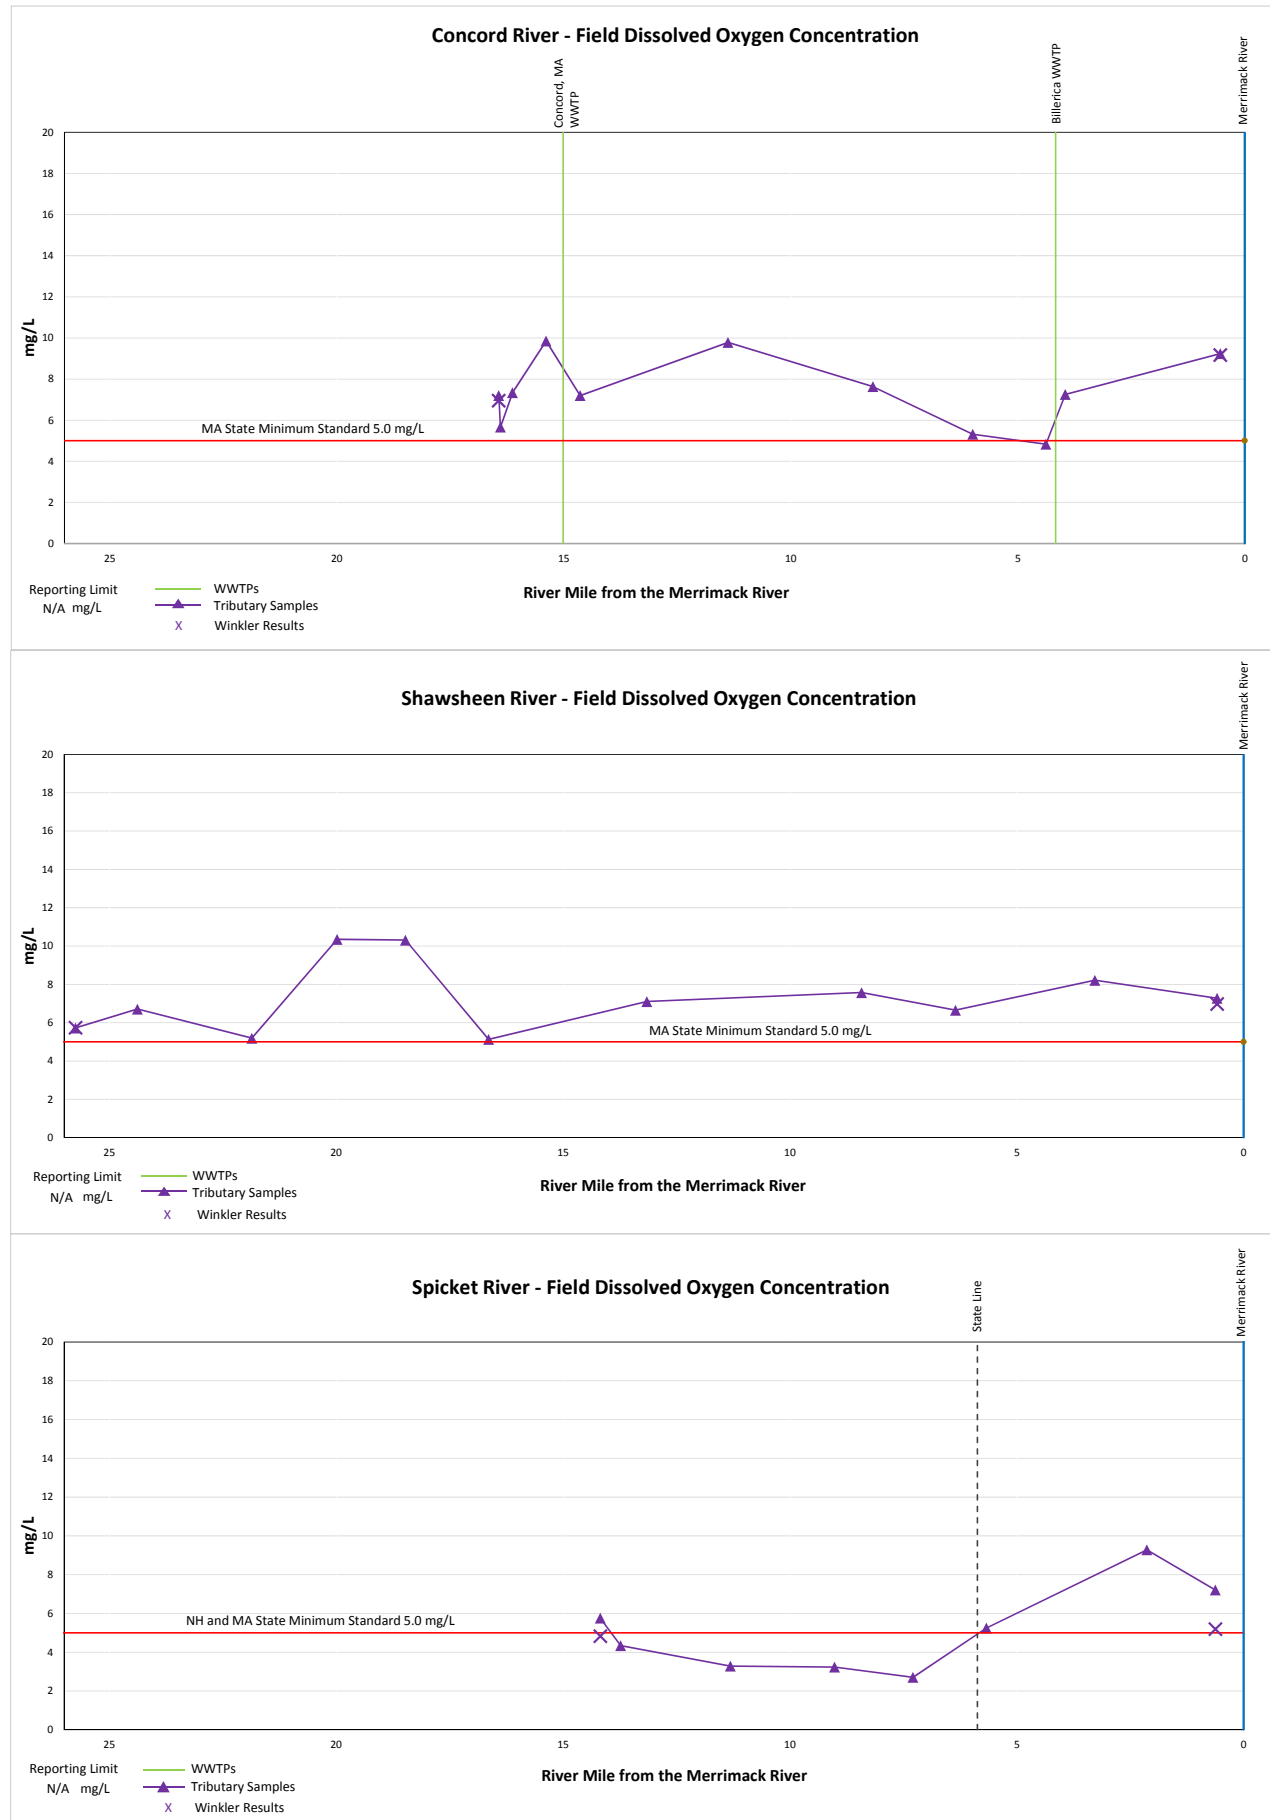 Concord River - Field Dissolved Oxygen Concentration
Concord, MA
WWTP
Billerica WWTP
Merrimack River
20
18
16
14
12
10
8
6
4
2
0
mg/L
MA State Minimum Standard 5.0 mg/L
25
20
15
10
5
0
River Mile from the Merrimack River
Reporting Limit
N/A mg/L
WWTPs
Tributary Samples
X Winkler Results
Shawsheen River - Field Dissolved Oxygen Concentration
Merrimack River
20
18
16
14
12
10
8
6
4
2
0
mg/L
MA State Minimum Standard 5.0 mg/L
25
20
15
10
5
0
River Mile from the Merrimack River
Reporting Limit
N/A mg/L
WWTPs
Tributary Samples
X Winkler Results
Spicket River - Field Dissolved Oxygen Concentration
State Line
Merrimack River
20
18
16
14
12
10
8
6
4
2
0
mg/L
NH and MA State Minimum Standard 5.0 mg/L
25
20
15
10
5
0
River Mile from the Merrimack River
Reporting Limit
N/A mg/L
WWTPs
Tributary Samples
X Winkler Results